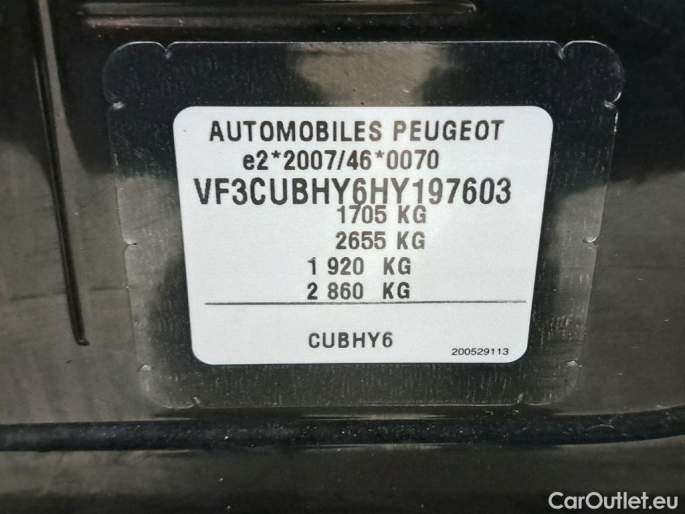 AUTOMOBILES PEUGEOT
e2*2007/46*0070
VF3CUBHY6HY197603
1705 KG
2655 KG
1 920 KG
2 860 KG
CUBHY6
200529113
CarOutlet.eu